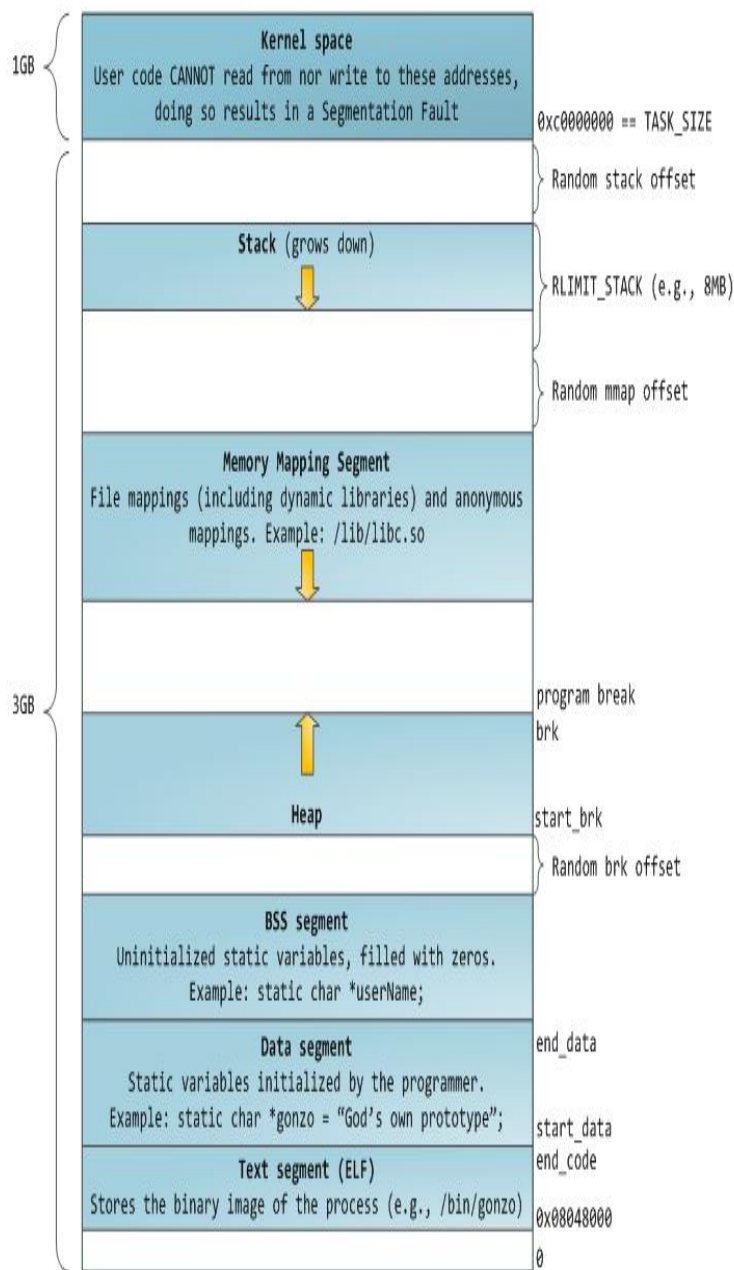 Kernel space
1GB
User code CANNOT read from nor write to these addresses,
doing so results in a Segmentation Fault
0xc0000000 == TASK_SIZE
Random stack offset
Stack (grows down)
RLIMIT_STACK (e.g., 8MB)
Random mmap offset
Memory Mapping Segment
File mappings (including dynamic libraries) and anonymous
mappings. Example: /lib/libc.so
3GB
program break
brk
Heap
start_brk
Random brk offset
BSS segment
Uninitialized static variables, filled with zeros.
Example: static char *userName;
Data segment
end_data
Static variables initialized by the programmer.
Example: static char *gonzo = “God’s own prototype”;
start_data
end_code
Text segment (ELF)
Stores the binary image of the process (e.g., /bin/gonzo)
0x08048000
0